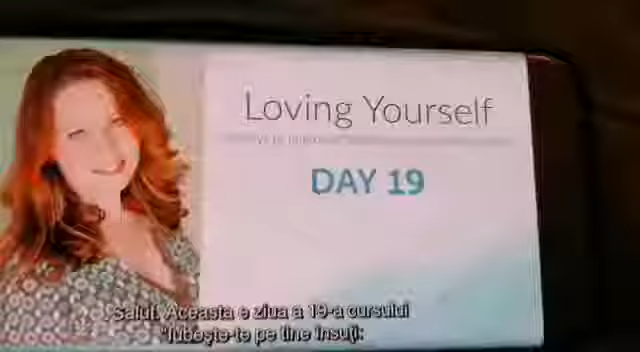 Loving Yourself
DAY 19
Salut. Aceasta e ziua a 19-a cursului
"Iubește-te pe tine însuți: